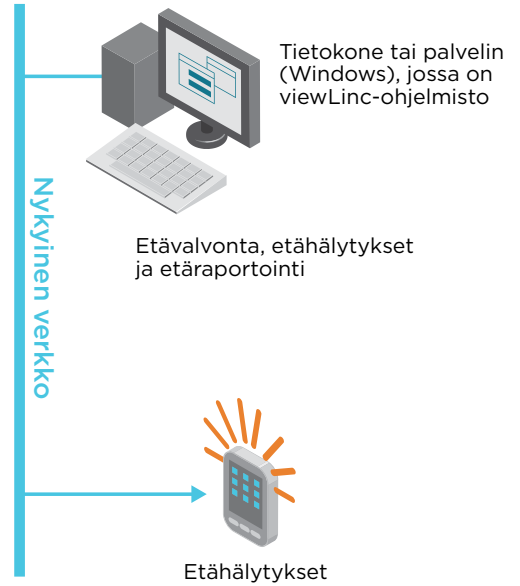 Tietokone tai palvelin
(Windows), jossa on
viewLinc-ohjelmisto
Etävalvonta, etähälytykset
ja etäraportointi
Nykyinen verkko
Etähälytykset